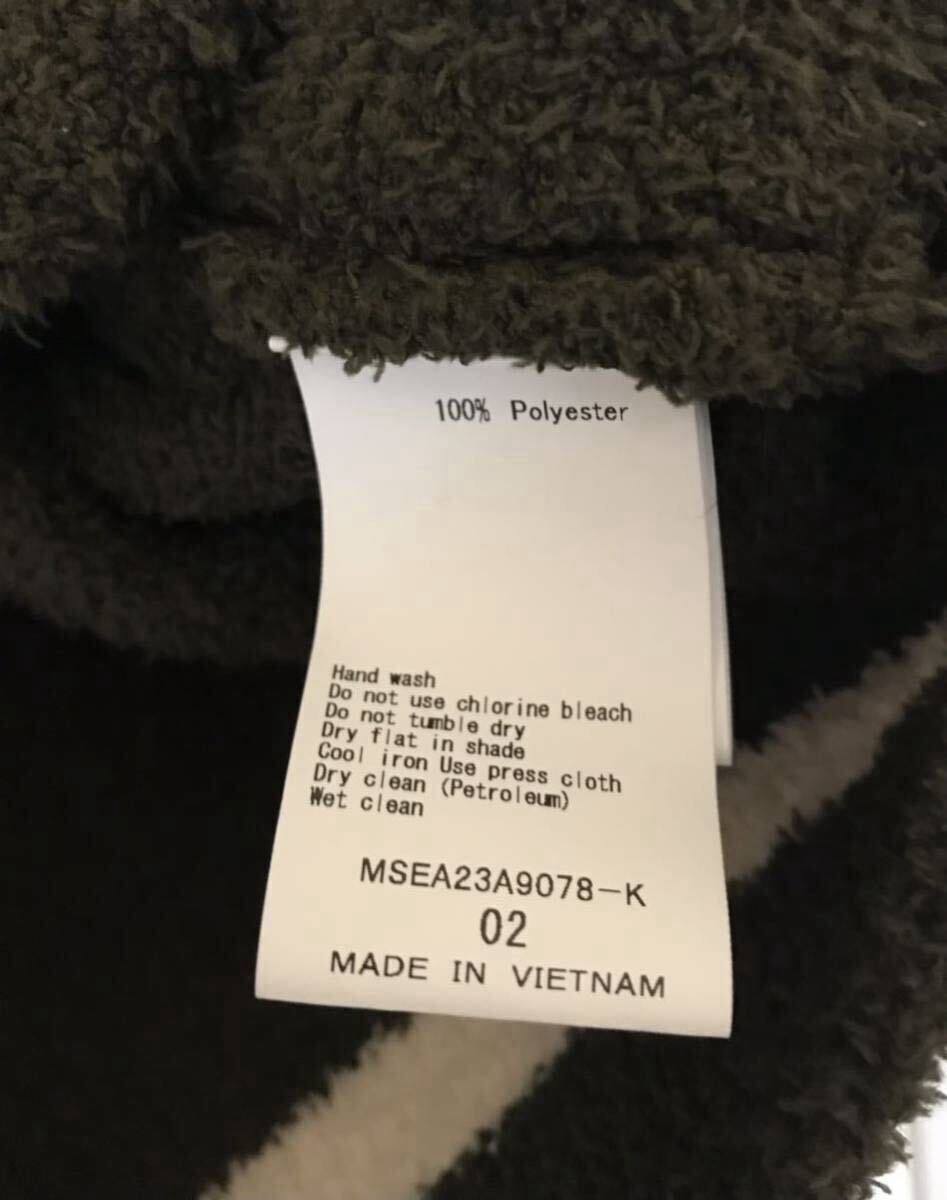 100% Polyester
Hand wash
Do not use chlorine bleach
Do not tumble dry
Dry flat in shade
Cool iron Use press cloth
Dry clean (Petroleum)
Wet clean
MSEA23A9078-K
02
MADE IN VIETNAM